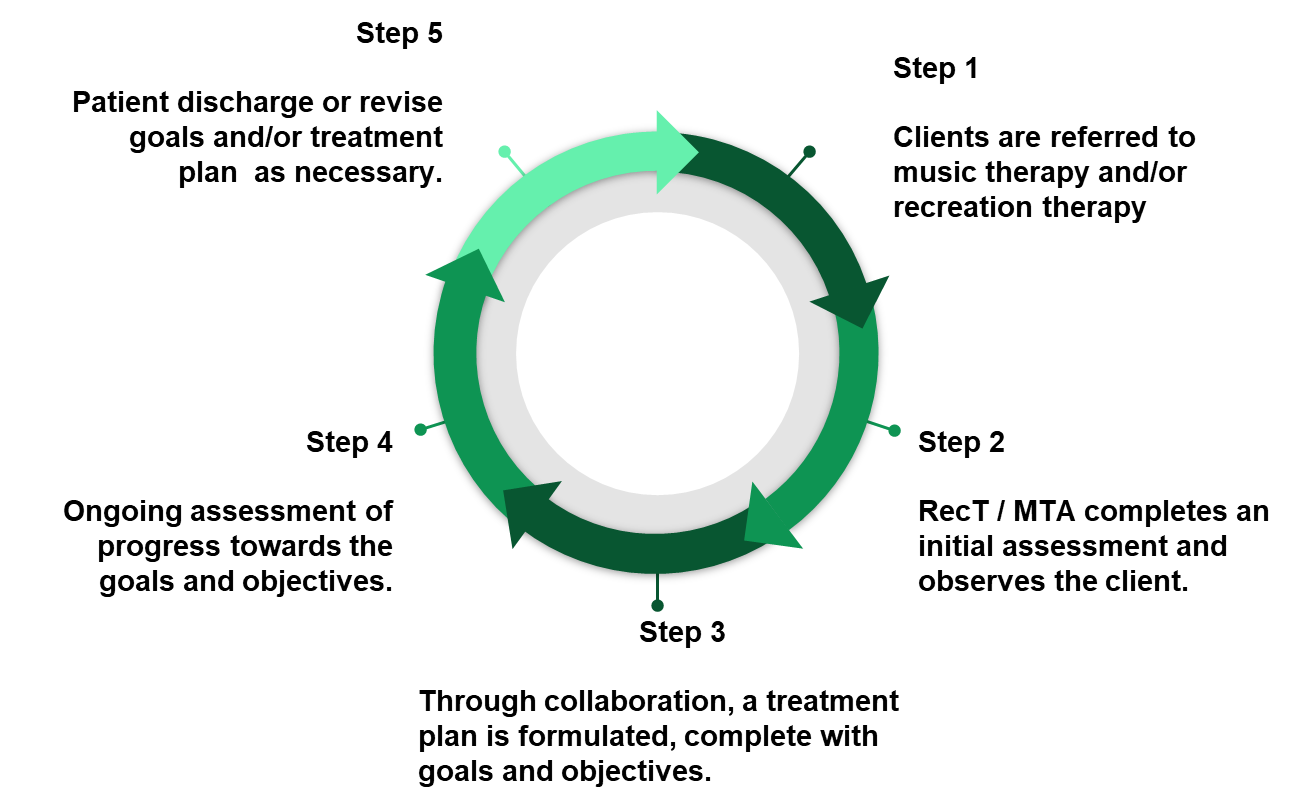 Step 1
Clients are referred to
music therapy and/or
recreation therapy
Step 2
RecT / MTA completes an
initial assessment and
observes the client.
Step 3
Through collaboration, a treatment
plan is formulated, complete with
goals and objectives.
Step 4
Ongoing assessment of
progress towards the
goals and objectives.
Step 5
Patient discharge or revise
goals and/or treatment
plan  as necessary.